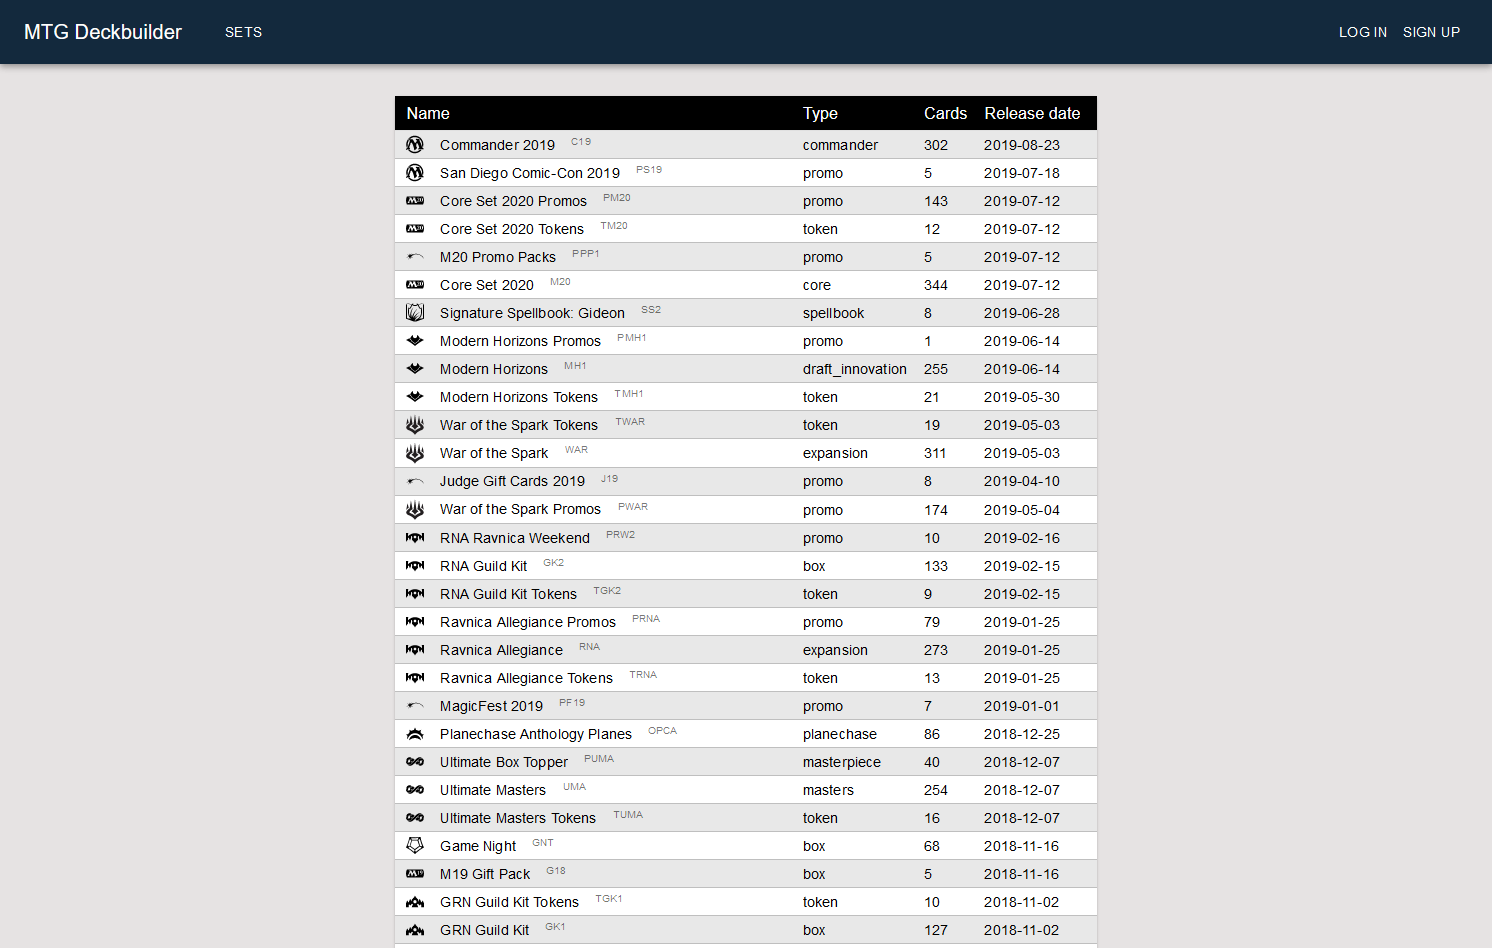 MTG Deckbuilder SETS LOG IN SIGN UP
Name Type Cards Release date
Commander 2019 C19 commander 302 2019-08-23
San Diego Comic-Con 2019 PS19 promo 5 2019-07-18
Core Set 2020 Promos PM20 promo 143 2019-07-12
Core Set 2020 Tokens TM20 token 12 2019-07-12
M20 Promo Packs PPP1 promo 5 2019-07-12
Core Set 2020 M20 core 344 2019-07-12
Signature Spellbook: Gideon SS2 spellbook 8 2019-06-28
Modern Horizons Promos PMH1 promo 1 2019-06-14
Modern Horizons MH1 draft_innovation 255 2019-06-14
Modern Horizons Tokens TMH1 token 21 2019-05-30
War of the Spark Tokens TWAR token 19 2019-05-03
War of the Spark WAR expansion 311 2019-05-03
Judge Gift Cards 2019 J19 promo 8 2019-04-10
War of the Spark Promos PWAR promo 174 2019-05-04
RNA Ravnica Weekend PRW2 promo 10 2019-02-16
RNA Guild Kit GK2 box 133 2019-02-15
RNA Guild Kit Tokens TGK2 token 9 2019-02-15
Ravnica Allegiance Promos PRNA promo 79 2019-01-25
Ravnica Allegiance RNA expansion 273 2019-01-25
Ravnica Allegiance Tokens TRNA token 13 2019-01-25
MagicFest 2019 PF19 promo 7 2019-01-01
Planechase Anthology Planes OPCA planechase 86 2018-12-25
Ultimate Box Topper PUMA masterpiece 40 2018-12-07
Ultimate Masters UMA masters 254 2018-12-07
Ultimate Masters Tokens TUMA token 16 2018-12-07
Game Night GNT box 68 2018-11-16
M19 Gift Pack G18 box 5 2018-11-16
GRN Guild Kit Tokens TGK1 token 10 2018-11-02
GRN Guild Kit GK1 box 127 2018-11-02